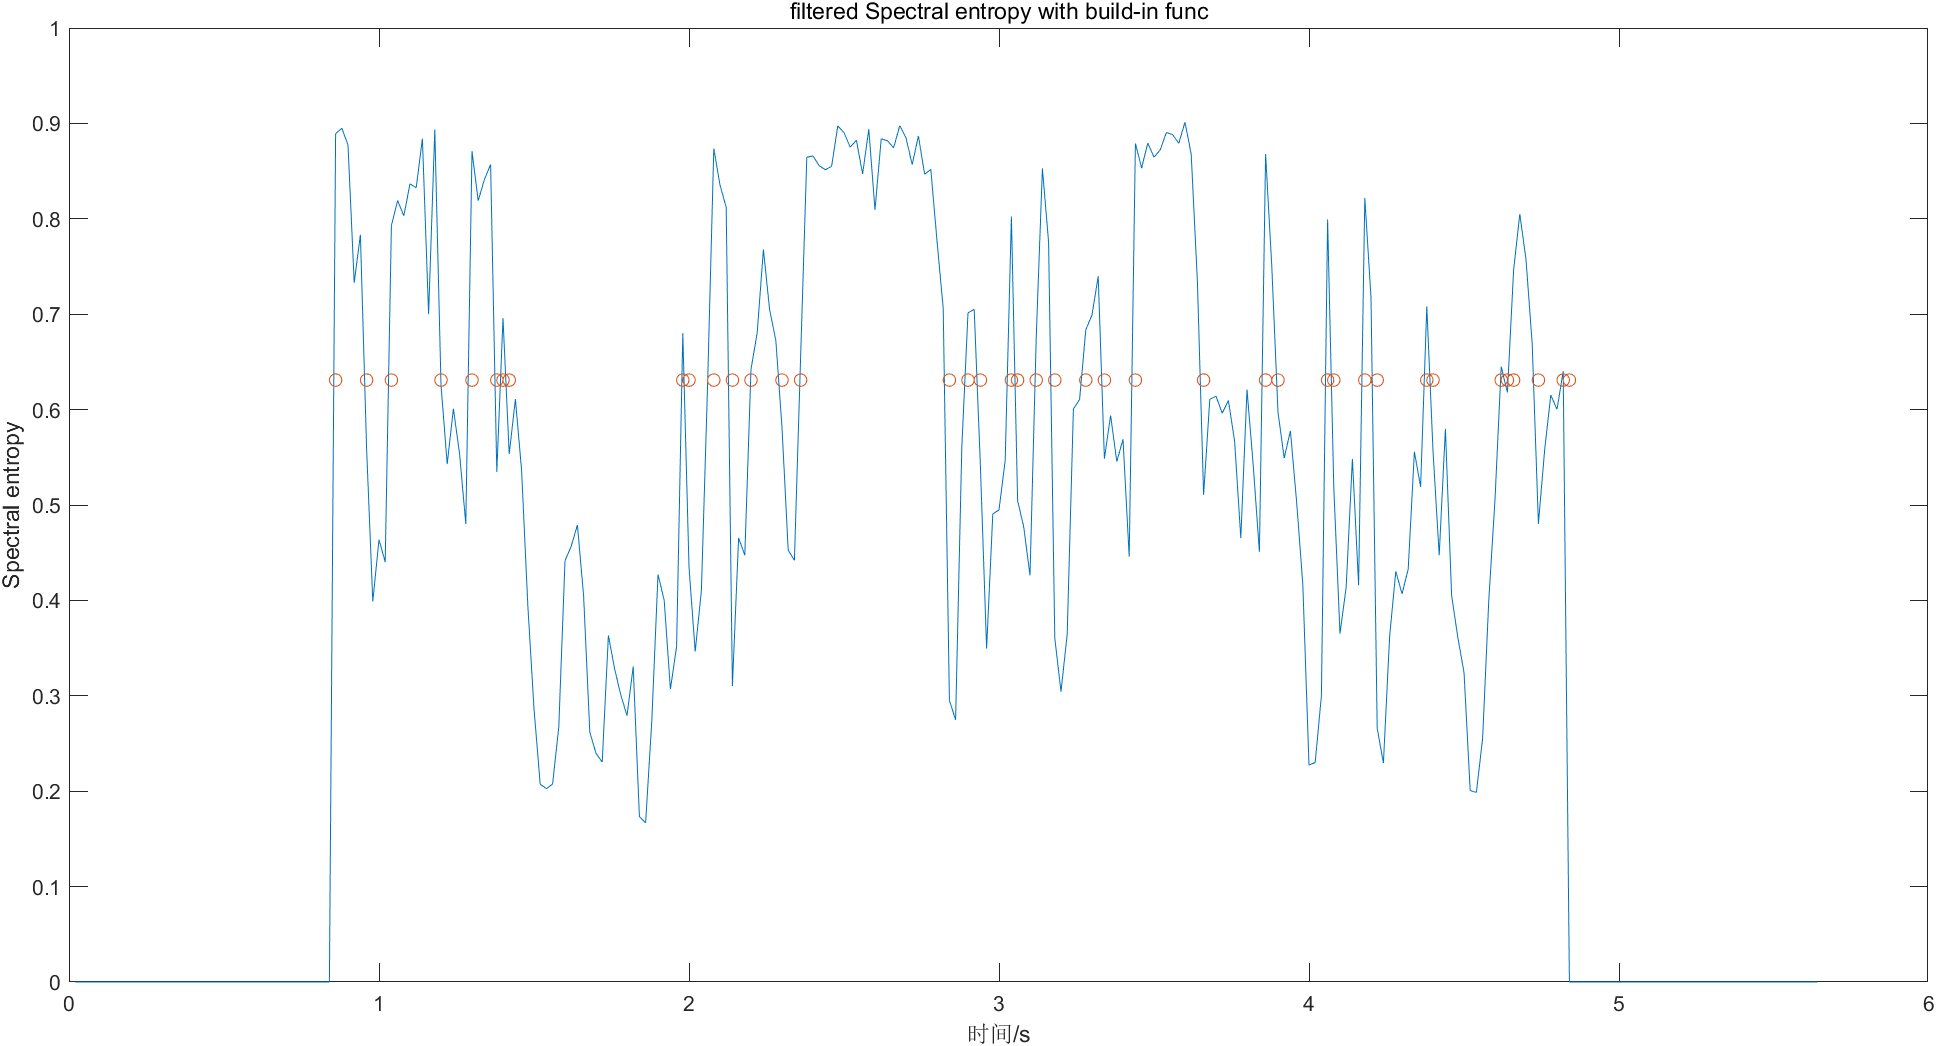 filtered Spectral entropy with build-in func
1
0.9
0.8
0.7
0.6
0.5
0.4
0.3
0.2
0.1
0
Spectral entropy
0 1 2 3 4 5 6
时间/s